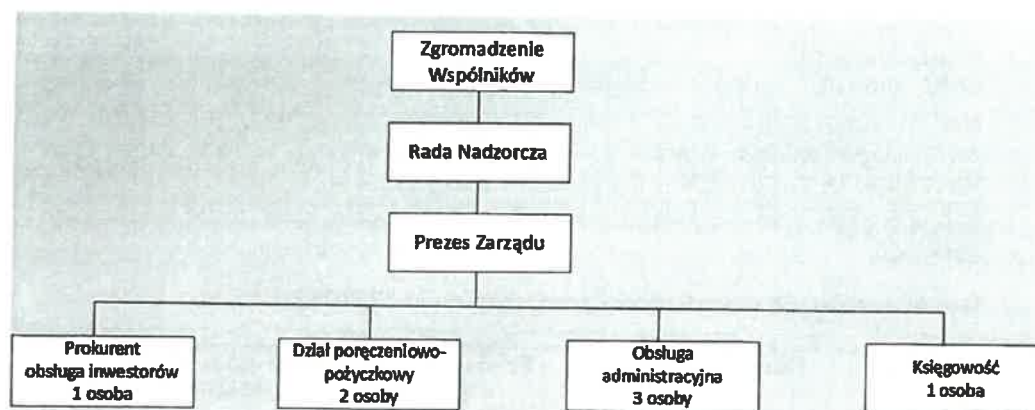 Zgromadzenie
Wspólników
Rada Nadzorcza
Prezes Zarządu
Prokurent
obsługa inwestorów
1 osoba
Dział poręczeniowo-
pożyczkowy
2 osoby
Obsługa
administracyjna
3 osoby
Księgowość
1 osoba